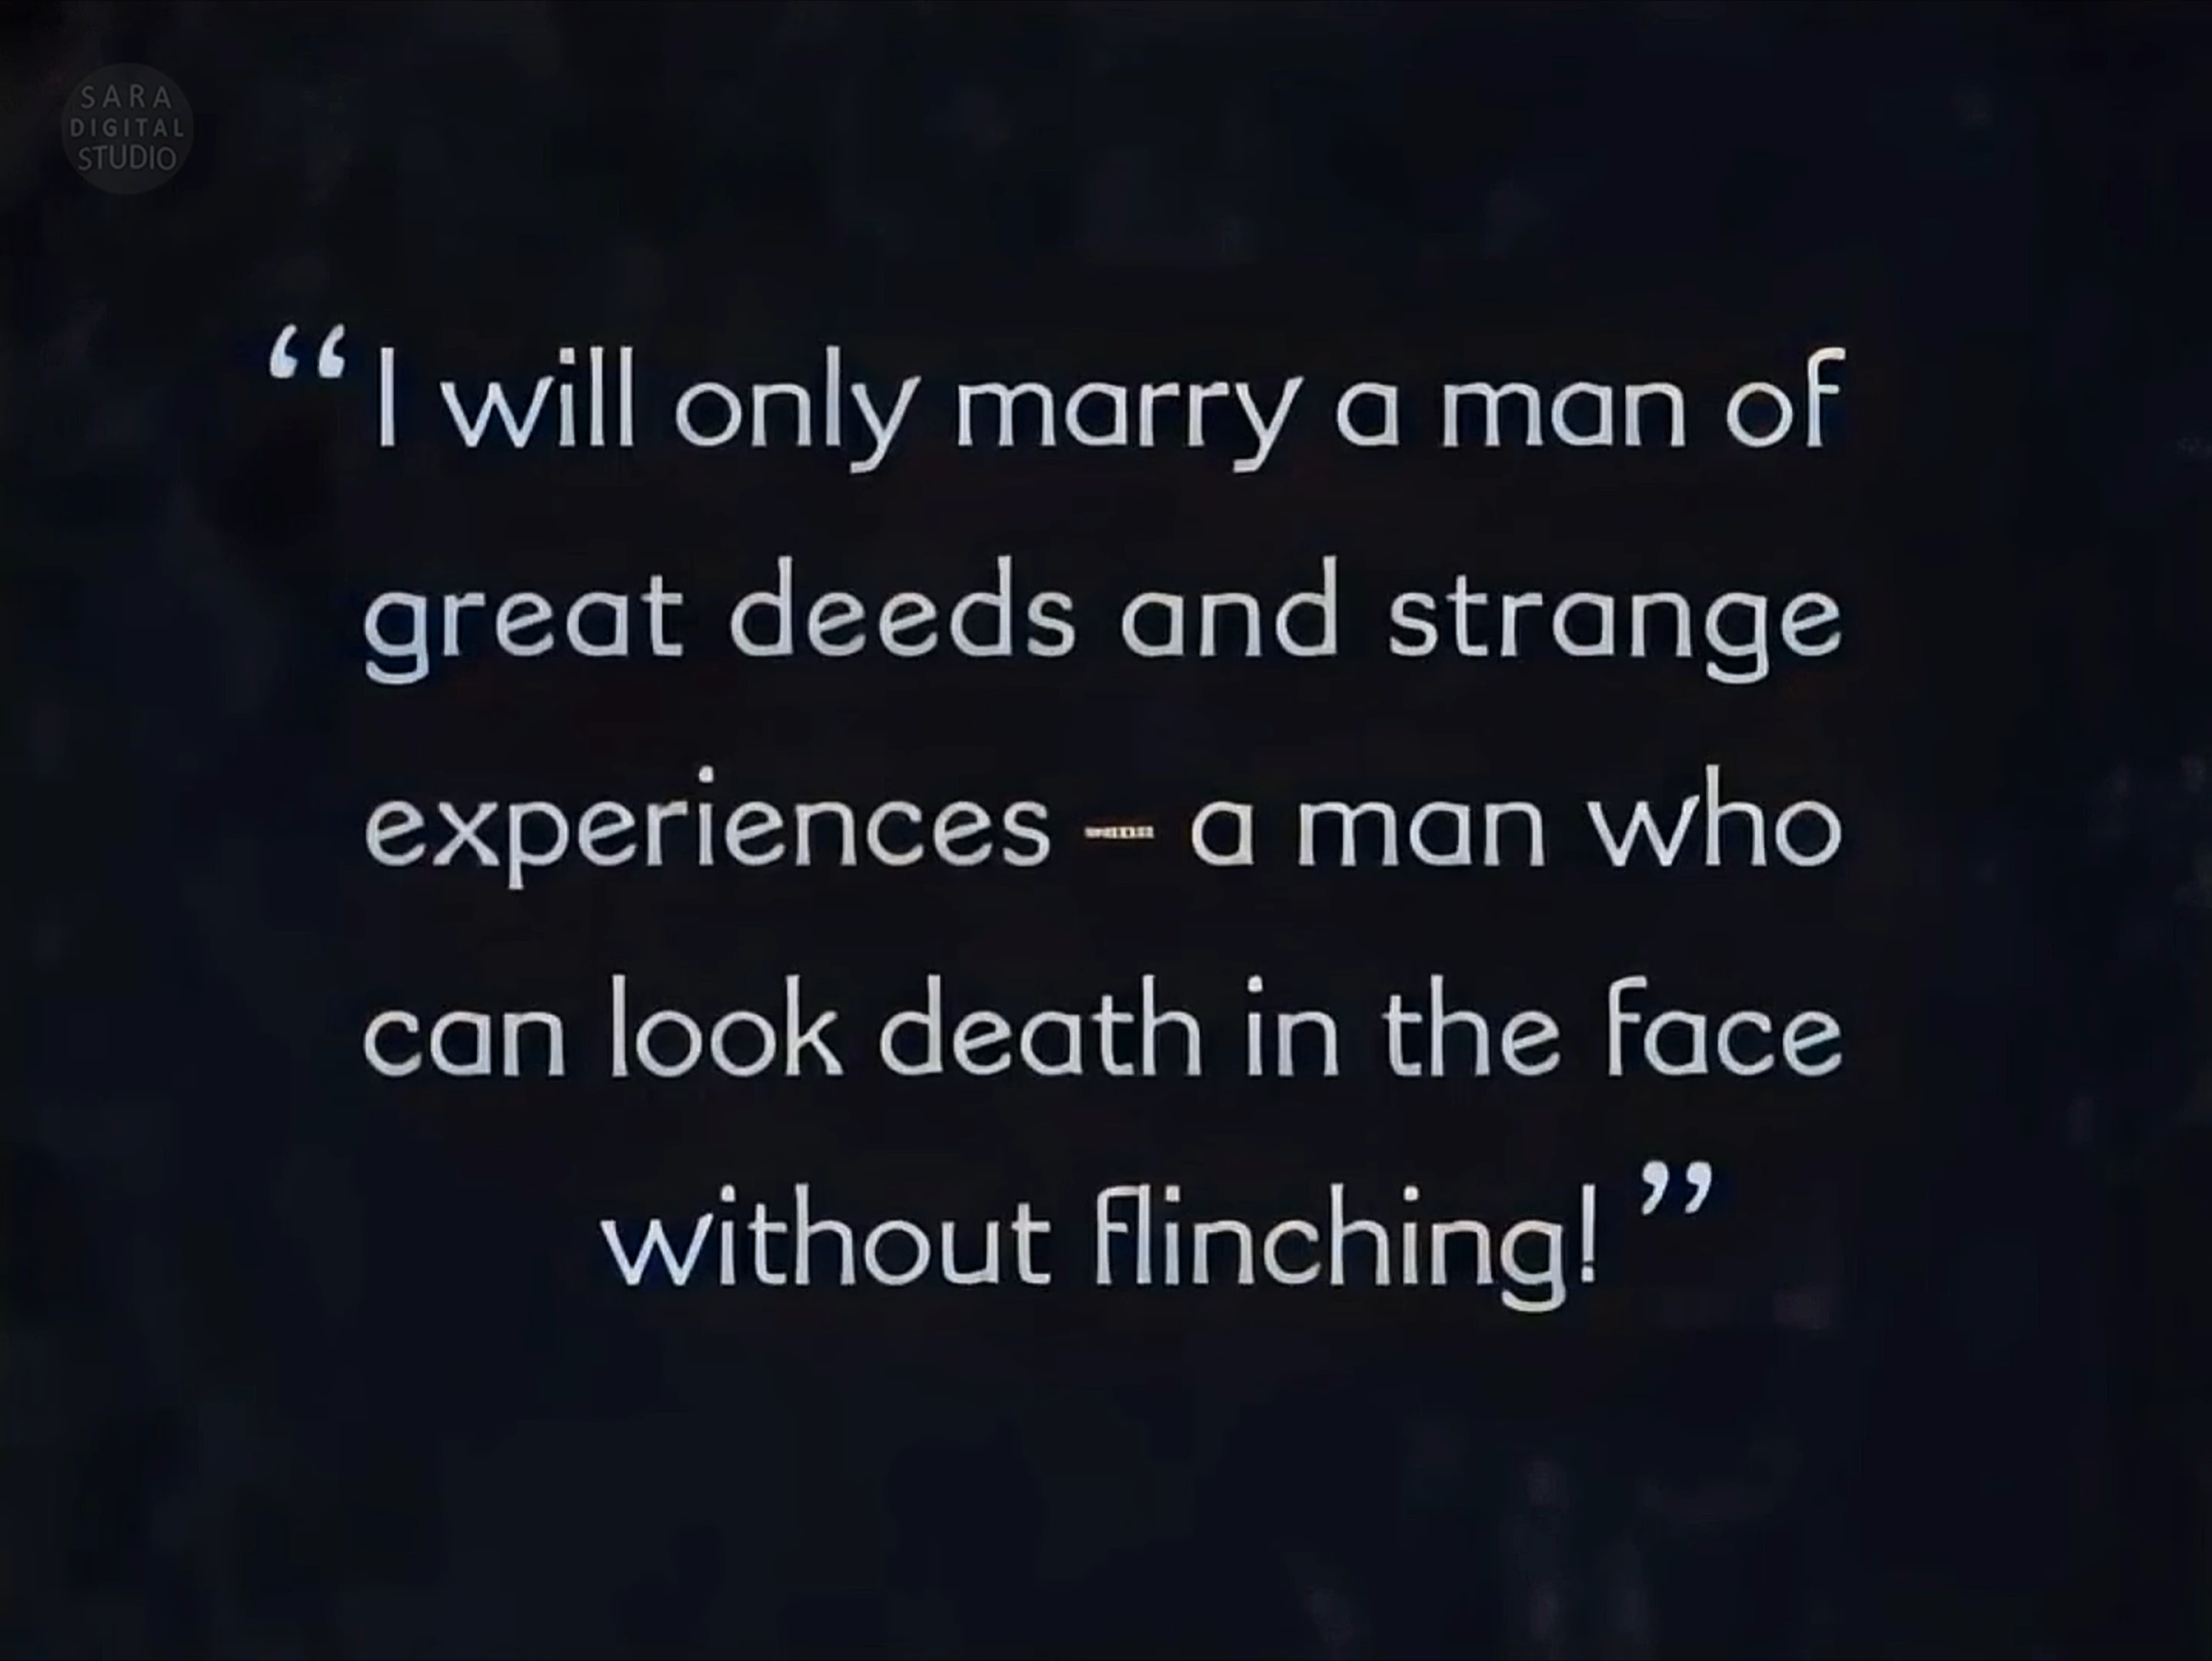 SARA
DIGITAL
STUDIO
“I will only marry a man of
great deeds and strange
experiences – a man who
can look death in the face
without flinching!”